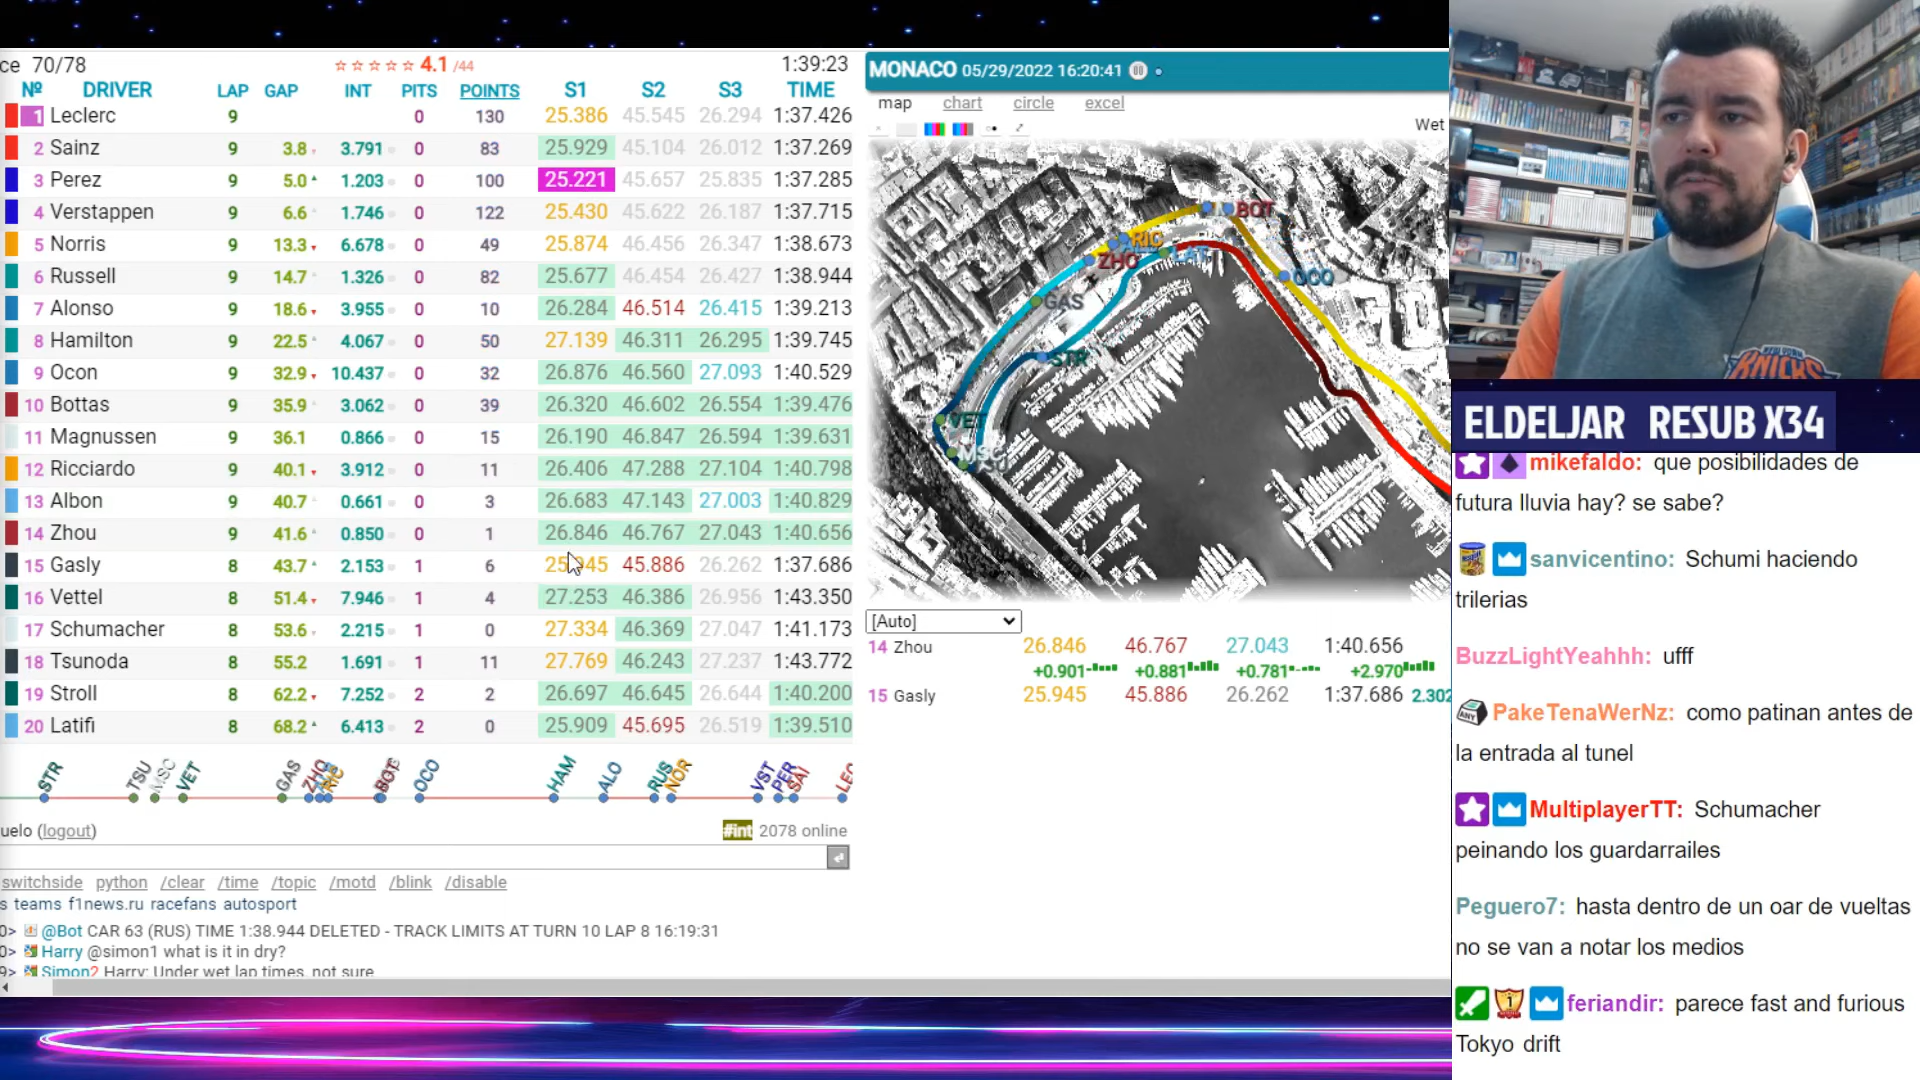 ce 70/78 ☆☆☆☆☆ 4.1 /44 1:39:23
Nº DRIVER LAP GAP INT PITS POINTS S1 S2 S3 TIME
1 Leclerc 9 0 130 25.386 45.545 26.294 1:37.426
2 Sainz 9 3.8 3.791 0 83 25.929 45.104 26.012 1:37.269
3 Perez 9 5.0 1.203 0 100 25.221 45.657 25.835 1:37.285
4 Verstappen 9 6.6 1.746 0 122 25.430 45.622 26.187 1:37.715
5 Norris 9 13.3 6.678 0 49 25.874 46.456 26.347 1:38.673
6 Russell 9 14.7 1.326 0 82 25.677 46.454 26.427 1:38.944
7 Alonso 9 18.6 3.955 0 10 26.284 46.514 26.415 1:39.213
8 Hamilton 9 22.5 4.067 0 50 27.139 46.311 26.295 1:39.745
9 Ocon 9 32.9 10.437 0 32 26.876 46.560 27.093 1:40.529
10 Bottas 9 35.9 3.062 0 39 26.320 46.602 26.554 1:39.476
11 Magnussen 9 36.1 0.866 0 15 26.190 46.847 26.594 1:39.631
12 Ricciardo 9 40.1 3.912 0 11 26.406 47.288 27.104 1:40.798
13 Albon 9 40.7 0.661 0 3 26.683 47.143 27.003 1:40.829
14 Zhou 9 41.6 0.850 0 1 26.846 46.767 27.043 1:40.656
15 Gasly 8 43.7 2.153 1 6 25.945 45.886 26.262 1:37.686
16 Vettel 8 51.4 7.946 1 4 27.253 46.386 26.956 1:43.350
17 Schumacher 8 53.6 2.215 1 0 27.334 46.369 27.047 1:41.173
18 Tsunoda 8 55.2 1.691 1 11 27.769 46.243 27.237 1:43.772
19 Stroll 8 62.2 7.252 2 2 26.697 46.645 26.644 1:40.200
20 Latifi 8 68.2 6.413 2 0 25.909 45.695 26.519 1:39.510
STR TSU MSC VET GAS ZHO RIC BOT OCO HAM ALO RUS NOR VST PER SAI LEC
uelo (logout) #int 2078 online
switchside python /clear /time /topic /motd /blink /disable
s teams f1news.ru racefans autosport
0> @Bot CAR 63 (RUS) TIME 1:38.944 DELETED - TRACK LIMITS AT TURN 10 LAP 8 16:19:31
0> Harry @simon1 what is it in dry?
9> Simon2 Harry: Under wet lap times, not sure
MONACO 05/29/2022 16:20:41
map chart circle excel
Wet
BOT
RIC
ZHO LAT
OCO
GAS
STR
VET
MSC
[Auto]
14 Zhou 26.846 46.767 27.043 1:40.656
+0.901 +0.881 +0.781 +2.970
15 Gasly 25.945 45.886 26.262 1:37.686 2.302
NEW YORK
KNICKS
ELDELJAR RESUB X34
mikefaldo: que posibilidades de
futura lluvia hay? se sabe?
sanvicentino: Schumi haciendo
trilerias
BuzzLightYeahhh: ufff
ANY PakeTenaWerNz: como patinan antes de
la entrada al tunel
MultiplayerTT: Schumacher
peinando los guardarrailes
Peguero7: hasta dentro de un oar de vueltas
no se van a notar los medios
1 feriandir: parece fast and furious
Tokyo drift